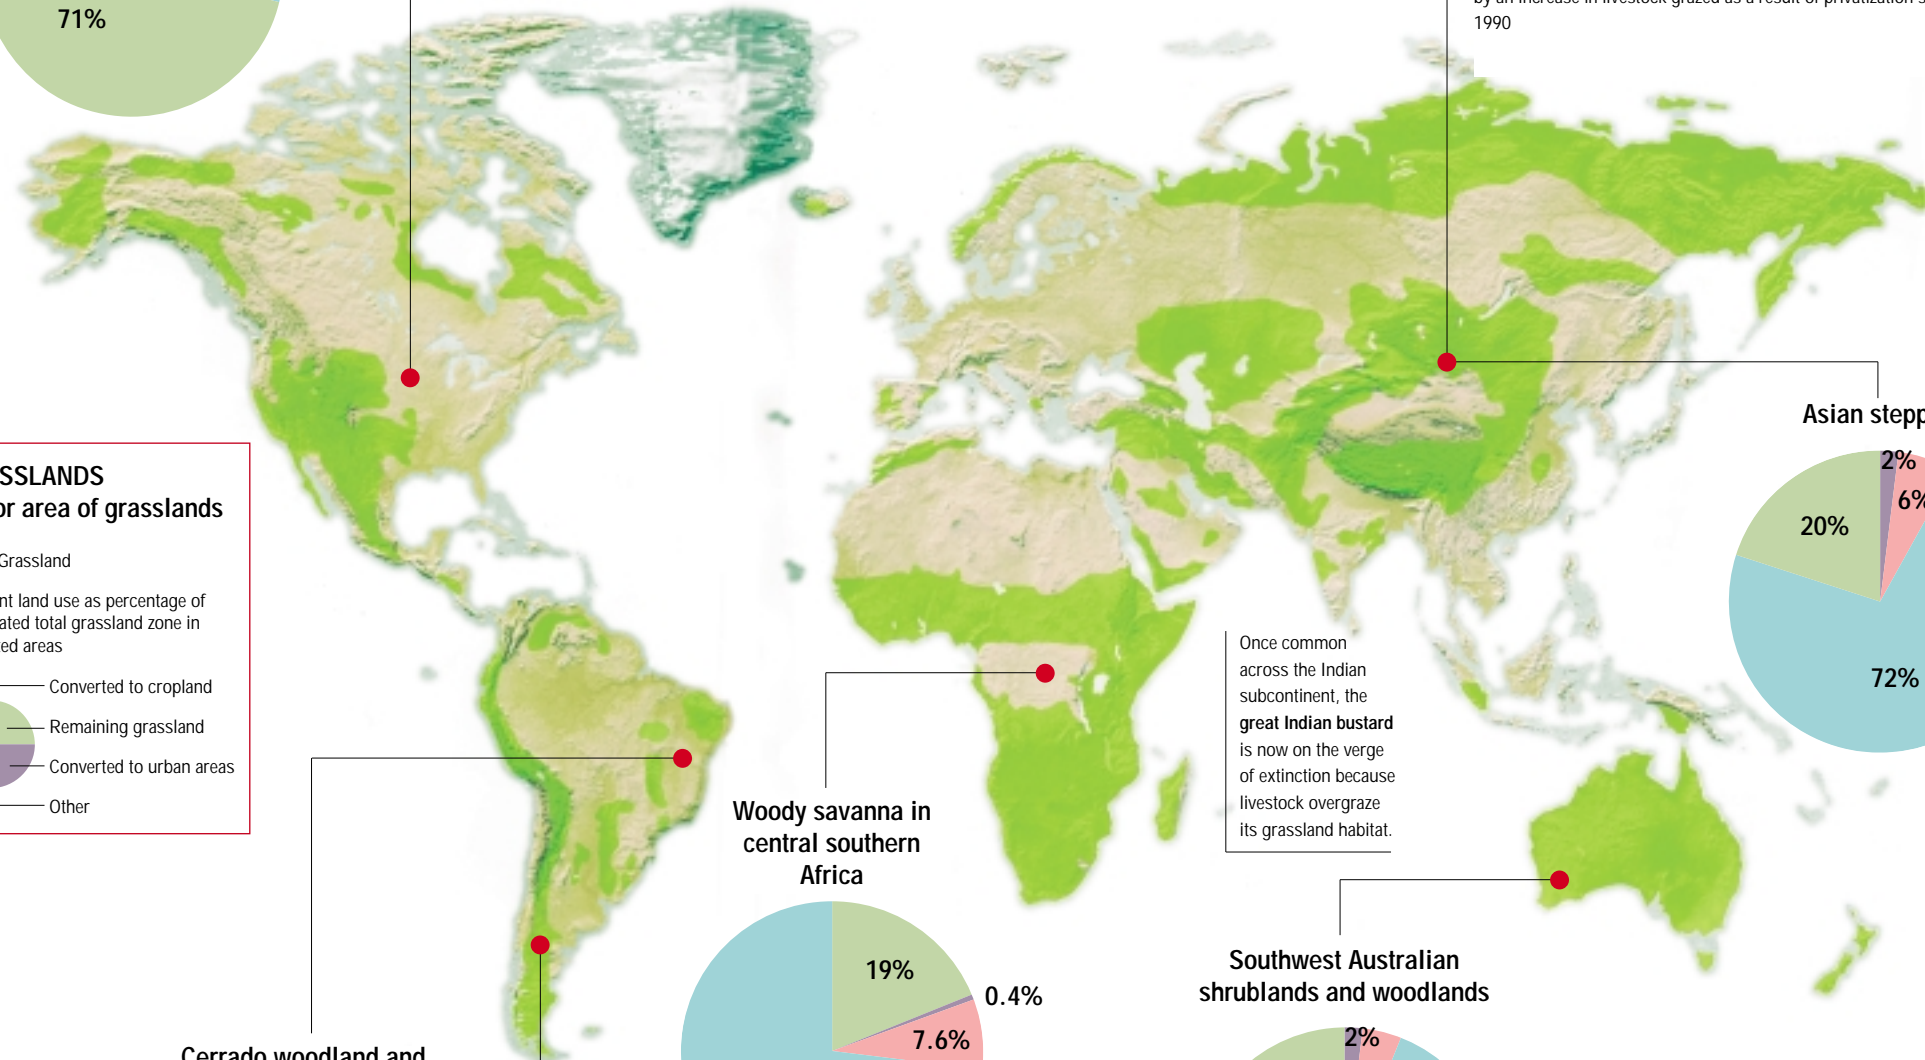 71%
1990
Asian
SSLANDS
or area of grasslands
Grassland
nt land use as percentage of
ated total grassland zone in
ed areas
Converted to cropland
Remaining grassland
Converted to urban areas
Other
2%
6%
20%
72%
Once common
across the Indian
subcontinent, the
great Indian bustard
is now on the verge
of extinction because
livestock overgraze
its grassland habitat.
Woody savanna in
central southern
Africa
19%
0.4%
7.6%
Southwest Australian
shrublands and woodlands
2%
Cerrado woodland and